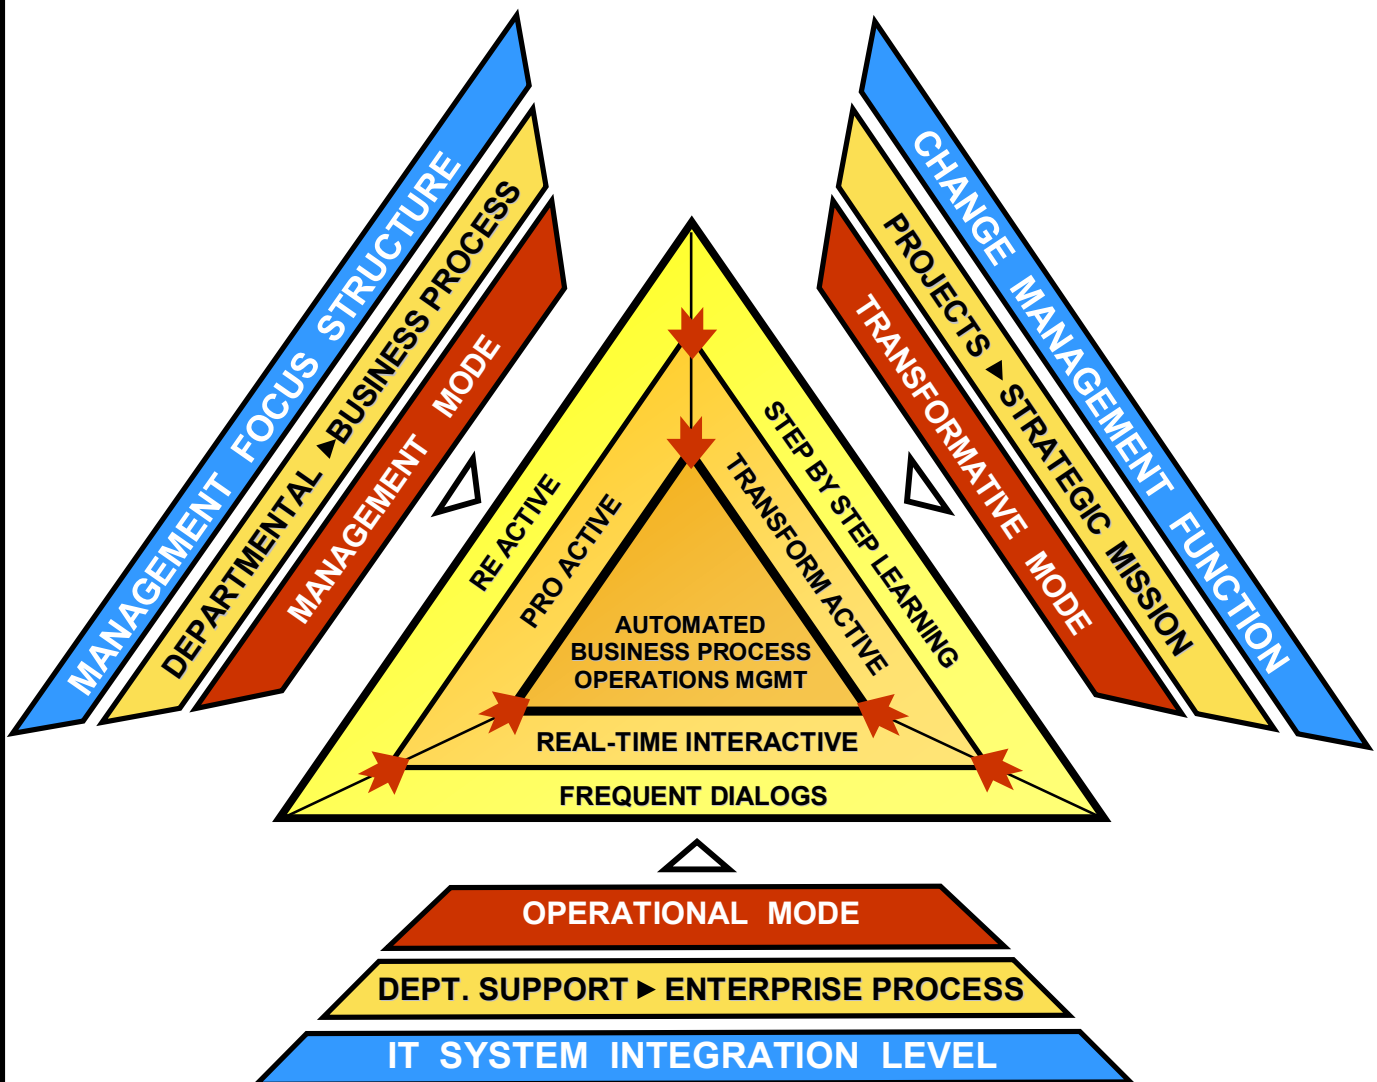 MANAGEMENT FOCUS STRUCTURE
DEPARTMENTAL ►BUSINESS PROCESS
MANAGEMENT MODE
CHANGE MANAGEMENT FUNCTION
PROJECTS ► STRATEGIC MISSION
TRANSFORMATIVE MODE
RE ACTIVE
PRO ACTIVE
STEP BY STEP LEARNING
TRANSFORM ACTIVE
AUTOMATED
BUSINESS PROCESS
OPERATIONS MGMT
REAL-TIME INTERACTIVE
FREQUENT DIALOGS
OPERATIONAL MODE
DEPT. SUPPORT ► ENTERPRISE PROCESS
IT SYSTEM INTEGRATION LEVEL